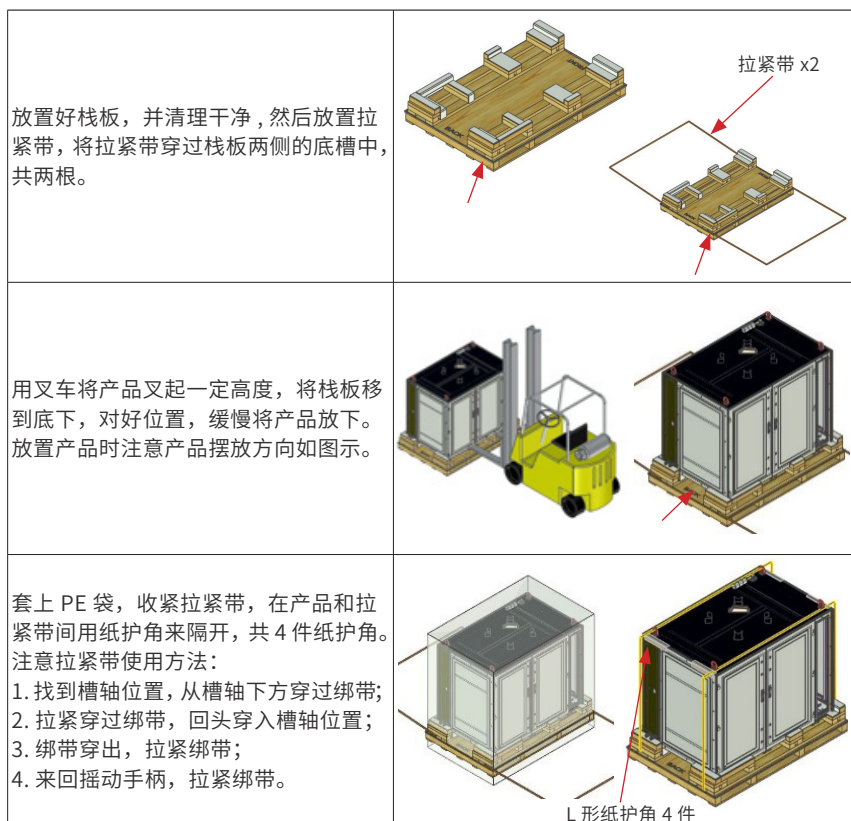 放置好栈板，并清理干净 , 然后放置拉
紧带，将拉紧带穿过栈板两侧的底槽中，
共两根。
FRONT
BACK
拉紧带 x2
BACK
用叉车将产品叉起一定高度，将栈板移
到底下，对好位置，缓慢将产品放下。
放置产品时注意产品摆放方向如图示。
BACK
套上 PE 袋，收紧拉紧带，在产品和拉
紧带间用纸护角来隔开，共 4 件纸护角。
注意拉紧带使用方法：
1. 找到槽轴位置，从槽轴下方穿过绑带;
2. 拉紧穿过绑带，回头穿入槽轴位置；
3. 绑带穿出，拉紧绑带；
4. 来回摇动手柄，拉紧绑带。
BACK
L 形纸护角 4 件